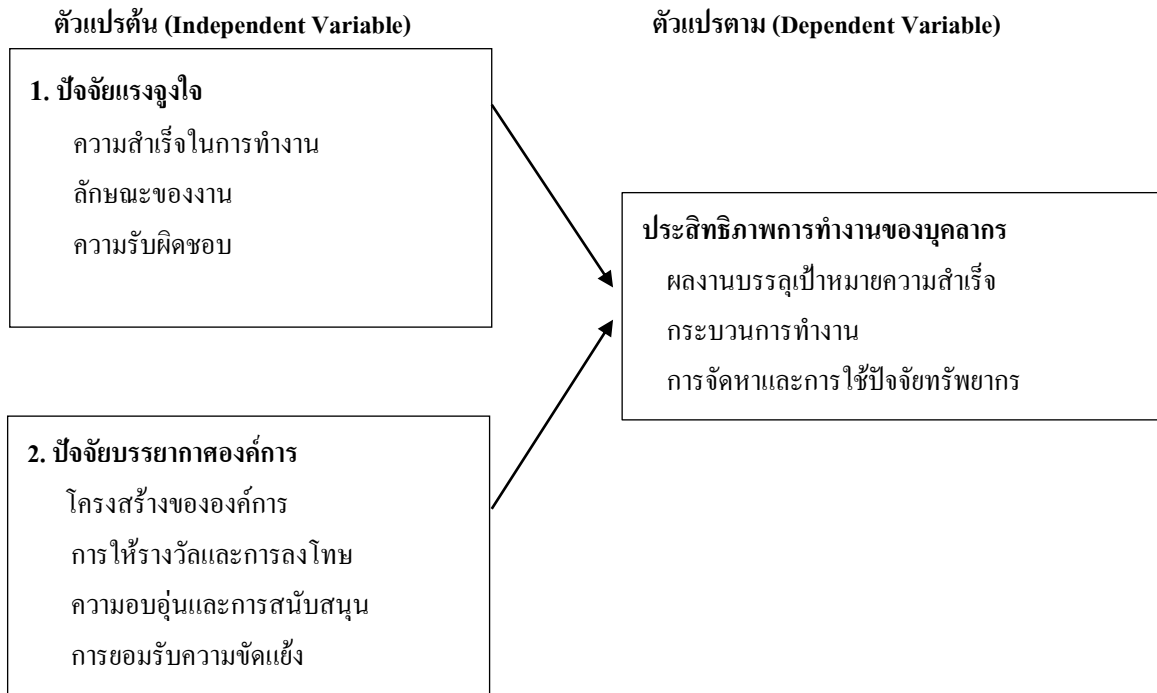 ตัวแปรต้น (Independent Variable)
ตัวแปรตาม (Dependent Variable)
1. ปัจจัยแรงจูงใจ
ความสำเร็จในการทำงาน
ลักษณะของงาน
ความรับผิดชอบ
ประสิทธิภาพการทำงานของบุคลากร
ผลงานบรรลุเป้าหมายความสำเร็จ
กระบวนการทำงาน
การจัดหาและการใช้ปัจจัยทรัพยากร
2. ปัจจัยบรรยากาศองค์การ
โครงสร้างขององค์การ
การให้รางวัลและการลงโทษ
ความอบอุ่นและการสนับสนุน
การยอมรับความขัดแย้ง